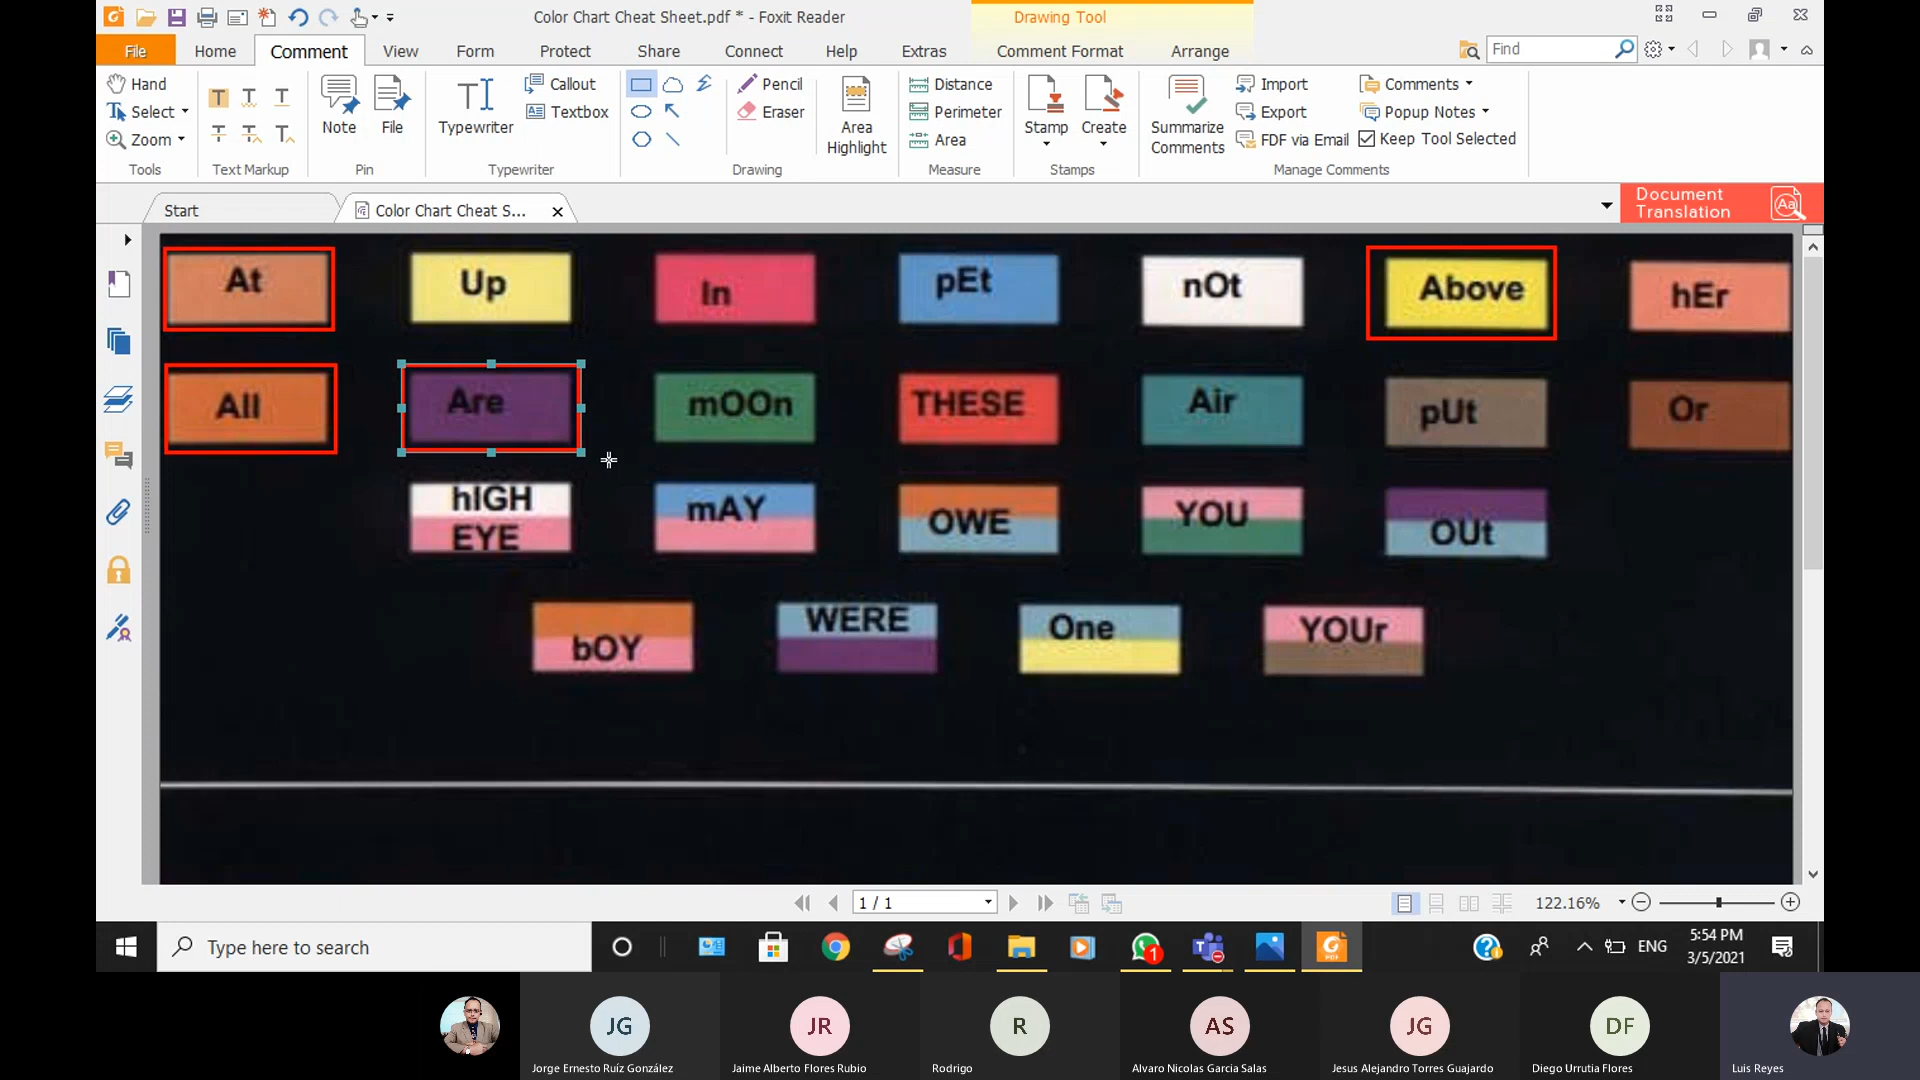 Color Chart Cheat Sheet.pdf * - Foxit Reader
Drawing Tool
File Home Comment View Form Protect Share Connect Help Extras Comment Format Arrange Find
Hand
Select
Zoom
Tools
Text Markup
Note File
Pin
Typewriter
Callout
Textbox
Typewriter
Pencil
Eraser
Area
Highlight
Drawing
Distance
Perimeter
Area
Measure
Stamp Create
Stamps
Summarize
Comments
Import
Export
FDF via Email
Comments
Popup Notes
Keep Tool Selected
Manage Comments
Start Color Chart Cheat S...
Document
Translation
At Up In pEt nOt Above hEr
All Are mOOn THESE Air pUt Or
hIGH
EYE
mAY OWE YOU OUt
bOY WERE One YOUr
1 / 1
122.16%
Type here to search
1
ENG
5:54 PM
3/5/2021
JG JR R AS JG DF
Jorge Ernesto Ruíz González Jaime Alberto Flores Rubio Rodrigo Alvaro Nicolas Garcia Salas Jesus Alejandro Torres Guajardo Diego Urrutia Flores Luis Reyes